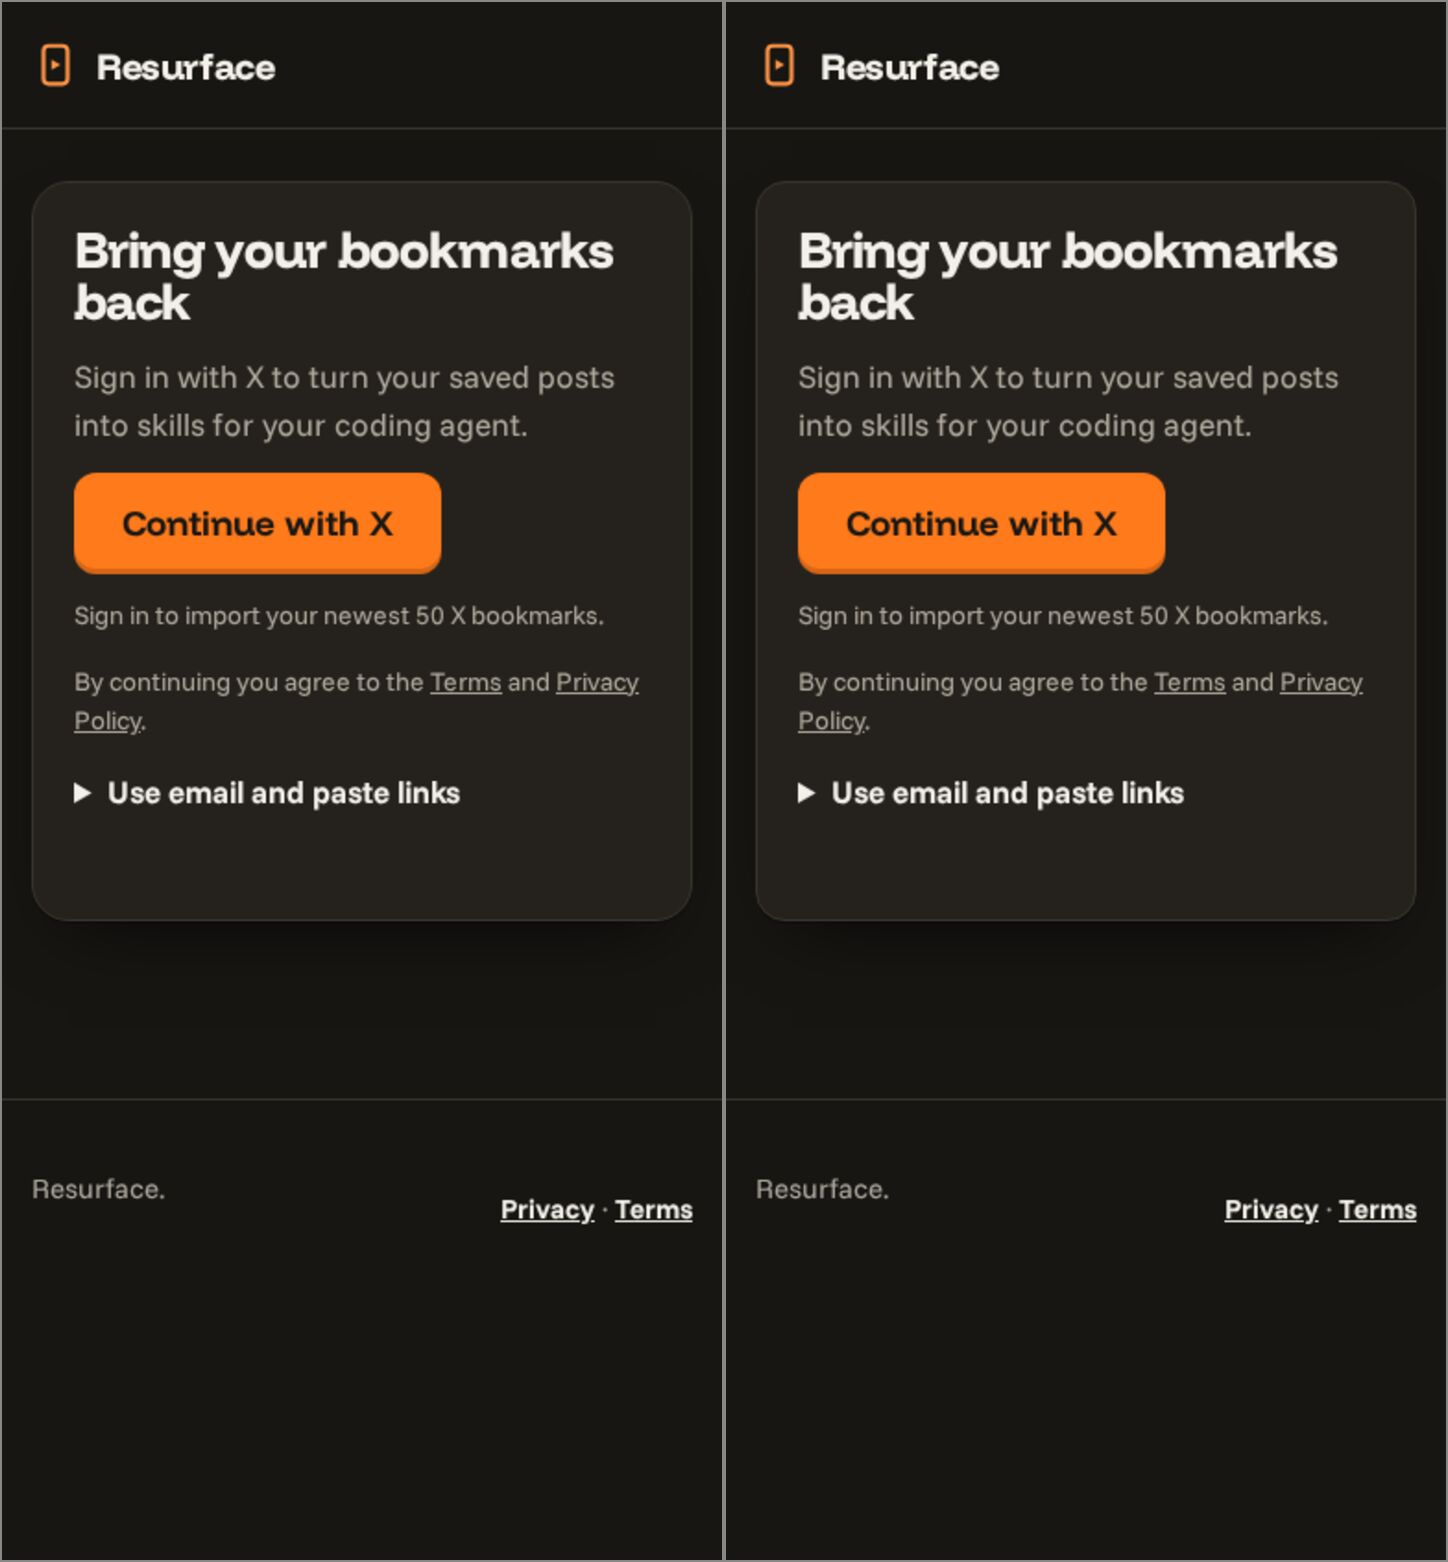 Resurface
Bring your bookmarks
back
Sign in with X to turn your saved posts
into skills for your coding agent.
Continue with X
Sign in to import your newest 50 X bookmarks.
By continuing you agree to the Terms and Privacy
Policy.
Use email and paste links
Resurface.
Privacy · Terms
Resurface
Bring your bookmarks
back
Sign in with X to turn your saved posts
into skills for your coding agent.
Continue with X
Sign in to import your newest 50 X bookmarks.
By continuing you agree to the Terms and Privacy
Policy.
Use email and paste links
Resurface.
Privacy · Terms